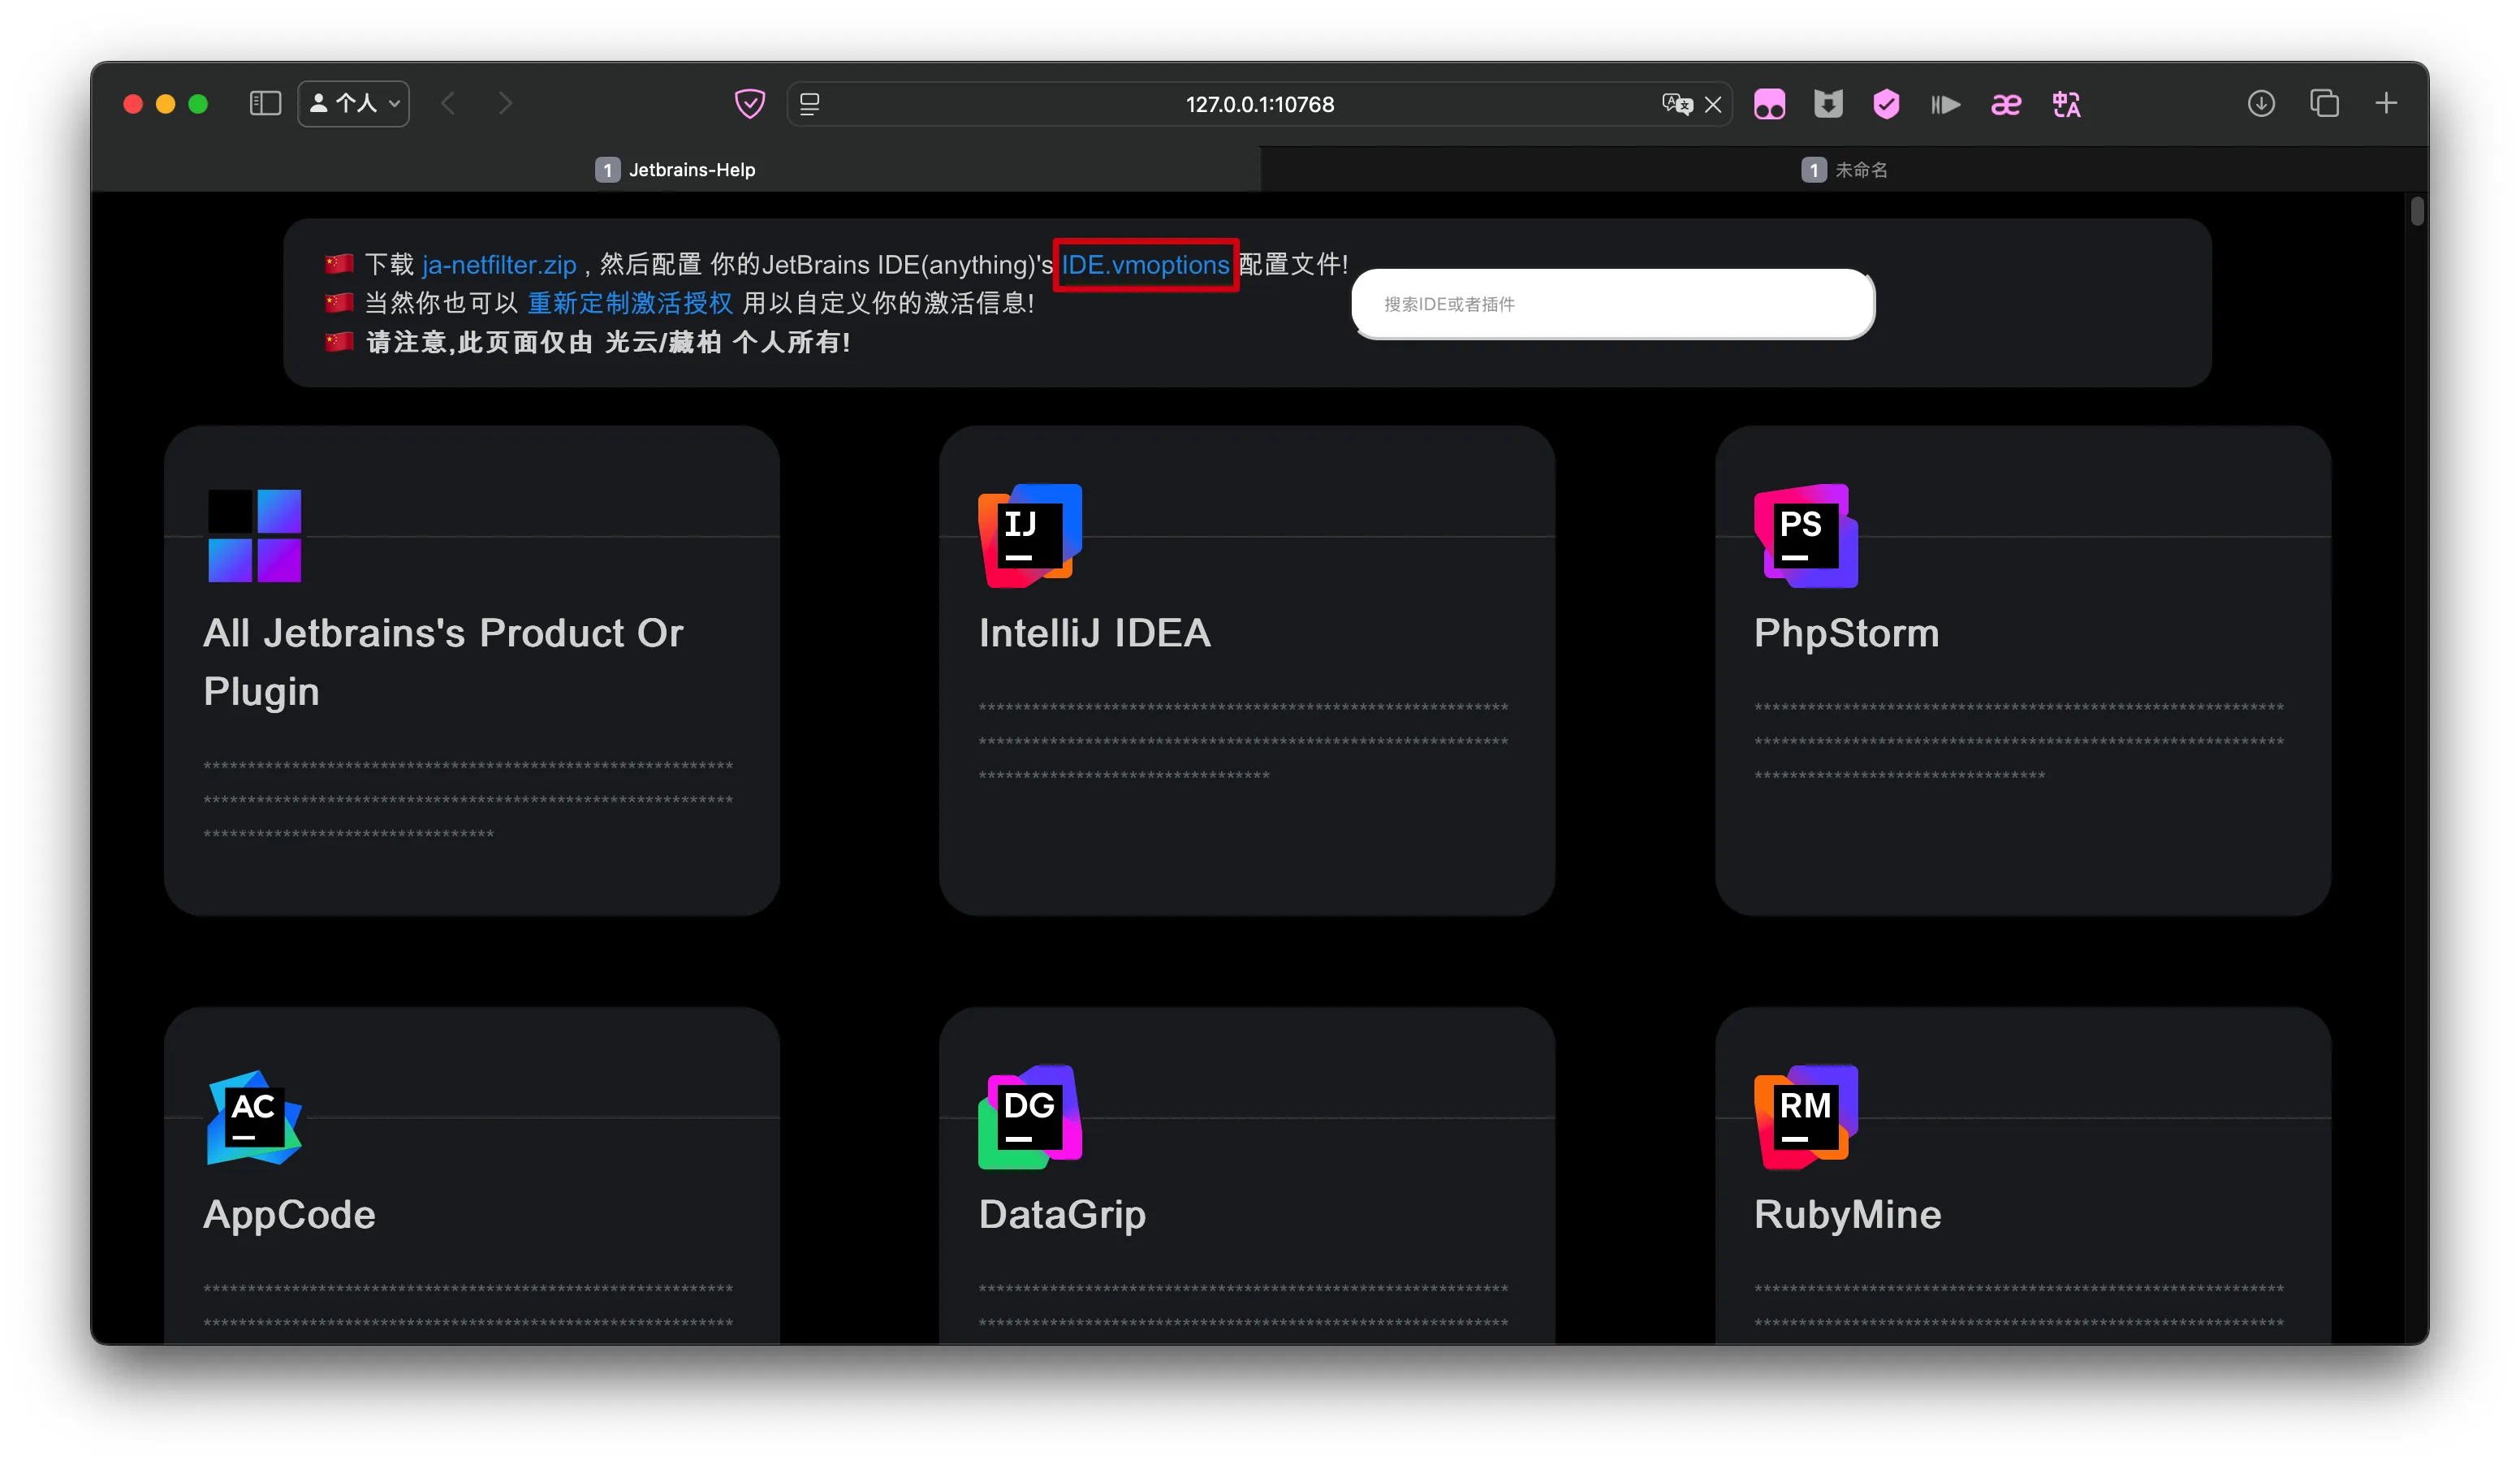 个人
127.0.0.1:10768
1 Jetbrains-Help
1 未命名
下载 ja-netfilter.zip , 然后配置 你的JetBrains IDE(anything)'s IDE.vmoptions 配置文件!
当然你也可以 重新定制激活授权 用以自定义你的激活信息!
请注意,此页面仅由 光云/藏柏 个人所有!
搜索IDE或者插件
All Jetbrains's Product Or
Plugin
IJ
IntelliJ IDEA
PS
PhpStorm
AC
AppCode
DG
DataGrip
RM
RubyMine